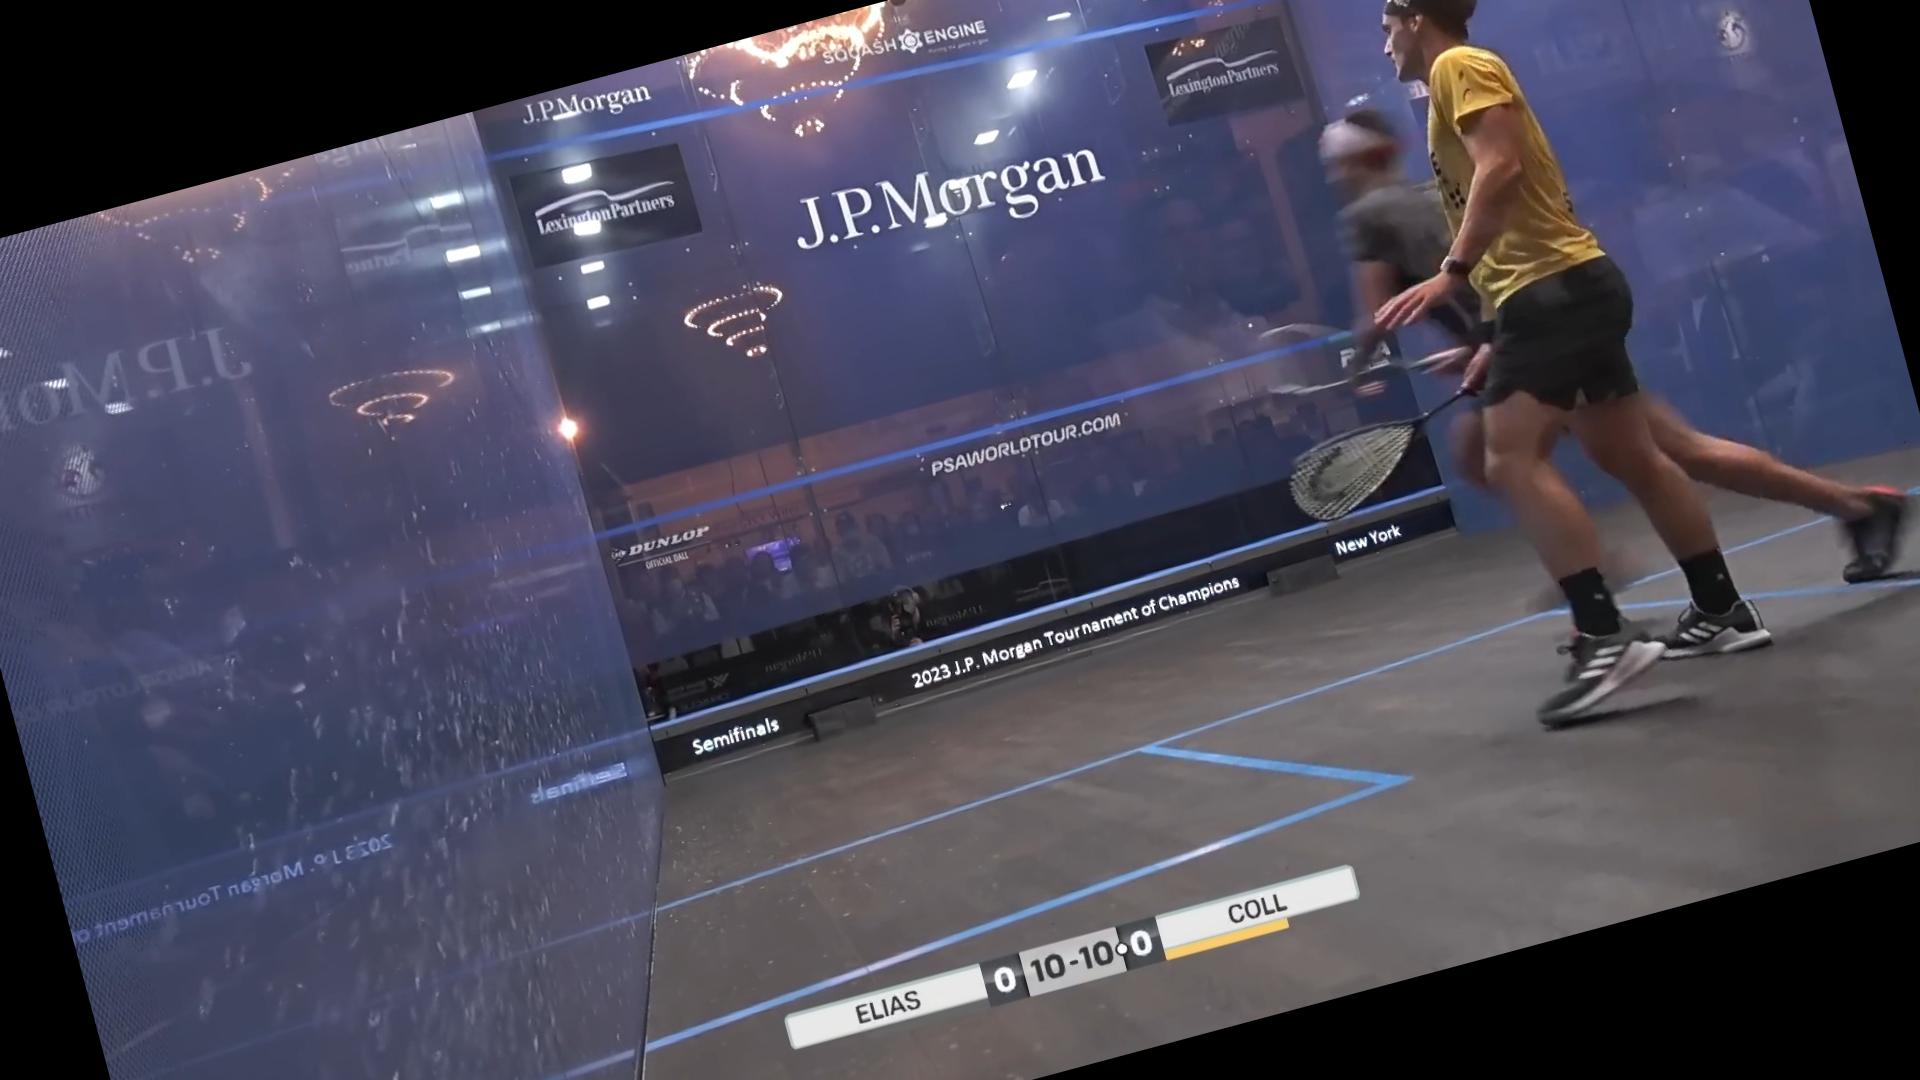 SQUASH ENGINE
J.P.Morgan
LexingtonPartners
LexingtonPartners
J.P.Morgan
PSAWORLDTOUR.COM
DUNLOP
OFFICIAL BALL
New York
2023 J.P. Morgan Tournament of Champions
Semifinals
ELIAS 0 10-10 0 COLL